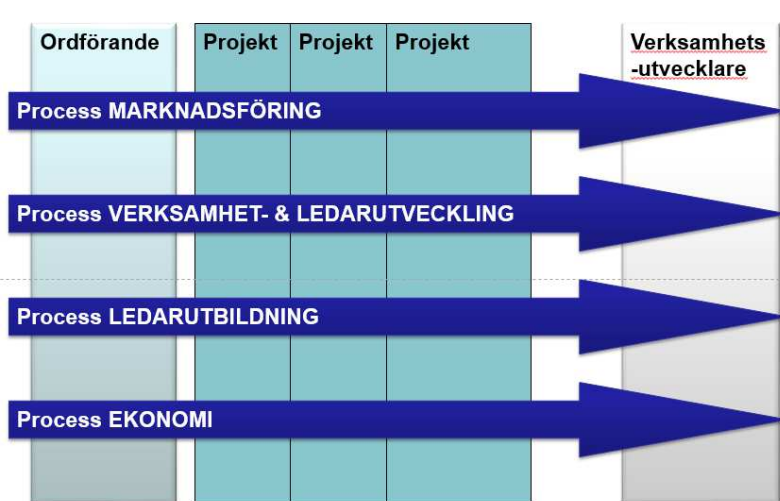 Ordförande
Projekt
Projekt
Projekt
Verksamhets
-utvecklare
Process MARKNADSFÖRING
Process VERKSAMHET- & LEDARUTVECKLING
Process LEDARUTBILDNING
Process EKONOMI